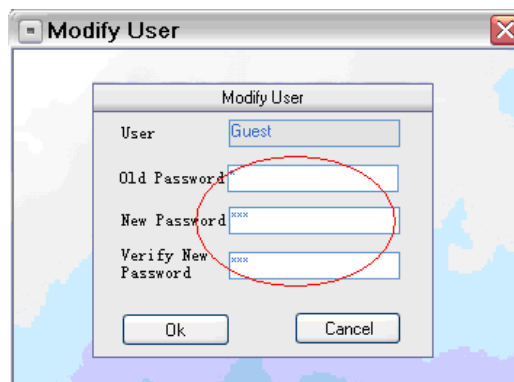 Modify User
Modify User
User Guest
Old Password *
New Password ***
Verify New
Password ***
Ok Cancel